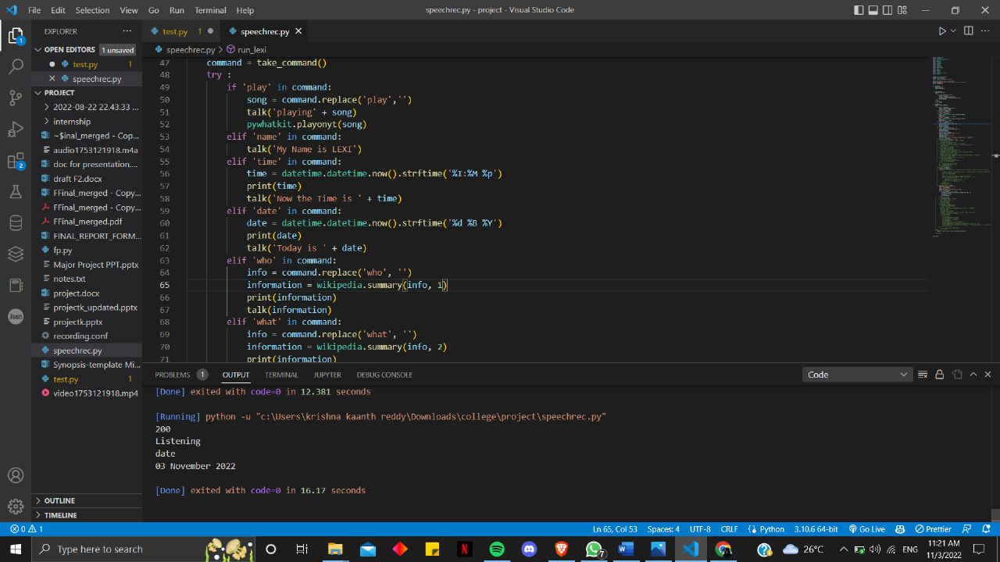 File Edit Selection View Go Run Terminal Help
speechrec.py - project - Visual Studio Code
EXPLORER
test.py 1
speechrec.py
OPEN EDITORS 1 unsaved
test.py 1
speechrec.py
speechrec.py > run_lexi
PROJECT
2022-08-22 22.43.33 ...
internship
~$inal_merged - Cop...
audio1753121918.m4a
doc for presentation....
draft F2.docx
FFinal_merged - Copy...
FFinal_merged - Copy...
FFinal_merged.pdf
FINAL_REPORT_FORM...
fp.py
Major Project PPT.pptx
notes.txt
project.docx
projectk_updated.pptx
projectk.pptx
recording.conf
speechrec.py
Synopsis-template Mi...
test.py 1
video1753121918.mp4
OUTLINE
TIMELINE
1
2
Json
47 command = take_command()
48 try :
49 if 'play' in command:
50 song = command.replace('play','')
51 talk('playing' + song)
52 pywhatkit.playonyt(song)
53 elif 'name' in command:
54 talk('My Name is LEXI')
55 elif 'time' in command:
56 time = datetime.datetime.now().strftime('%I:%M %p')
57 print(time)
58 talk('Now the Time is ' + time)
59 elif 'date' in command:
60 date = datetime.datetime.now().strftime('%d %B %Y')
61 print(date)
62 talk('Today is ' + date)
63 elif 'who' in command:
64 info = command.replace('who', '')
65 information = wikipedia.summary(info, 1)
66 print(information)
67 talk(information)
68 elif 'what' in command:
69 info = command.replace('what', '')
70 information = wikipedia.summary(info, 2)
71 print(information)
PROBLEMS 1 OUTPUT TERMINAL JUPYTER DEBUG CONSOLE
Code
[Done] exited with code=0 in 12.381 seconds
[Running] python -u "c:\Users\krishna kaanth reddy\Downloads\college\project\speechrec.py"
200
Listening
date
03 November 2022
[Done] exited with code=0 in 16.17 seconds
0 1
Ln 65, Col 53 Spaces: 4 UTF-8 CRLF Python 3.10.6 64-bit Go Live Prettier
Type here to search
7
26°C
ENG
11:21 AM
11/3/2022